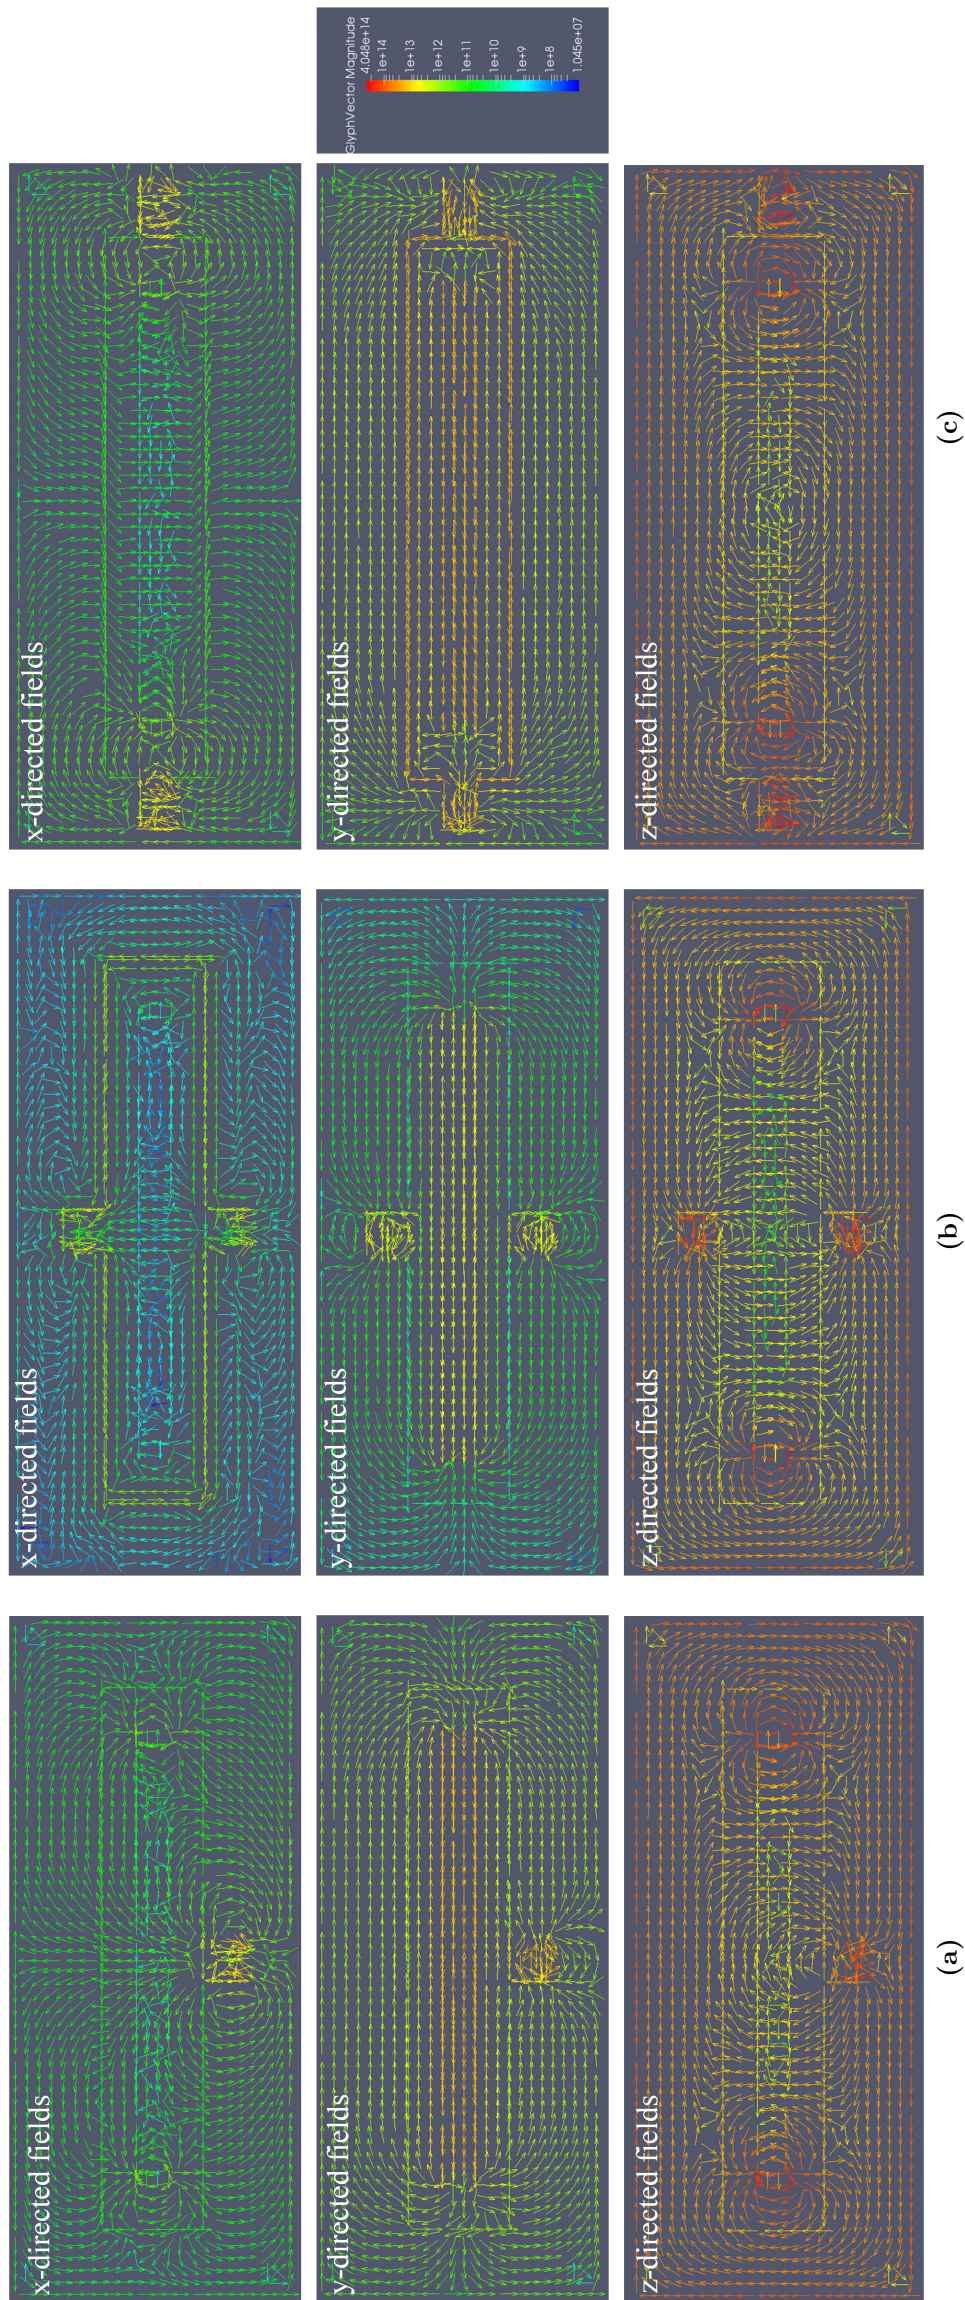 x-directed fields
x-directed fields
x-directed fields
y-directed fields
y-directed fields
y-directed fields
GlyphVector Magnitude
4.048e+14
1e+14
1e+13
1e+12
1e+11
1e+10
1e+9
1e+8
1.045e+07
z-directed fields
z-directed fields
z-directed fields
(a)
(b)
(c)